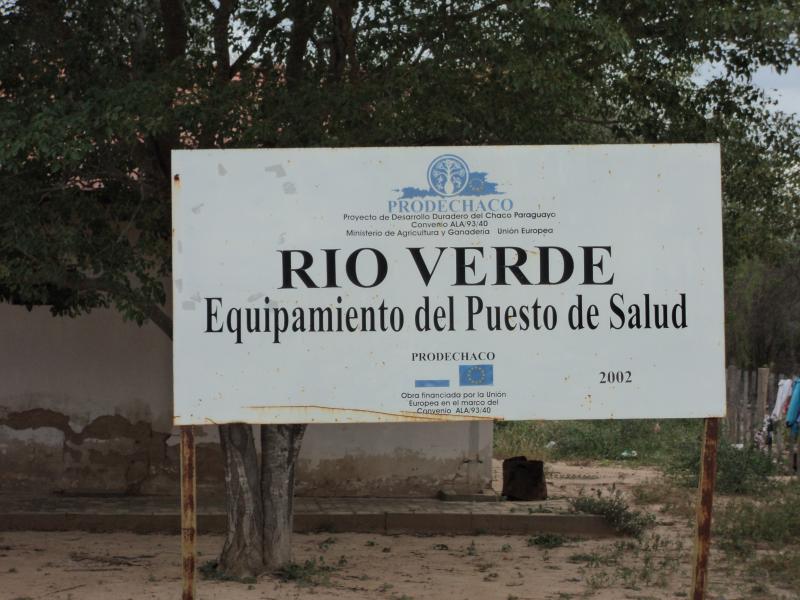 PRODECHACO
Proyecto de Desarrollo Duradero del Chaco Paraguayo
Convenio ALA/93/40
Ministerio de Agricultura y Ganaderia Unión Europea
RIO VERDE
Equipamiento del Puesto de Salud
PRODECHACO
2002
Obra financiada por la Unión
Europea en el marco del
Convenio ALA/93/40